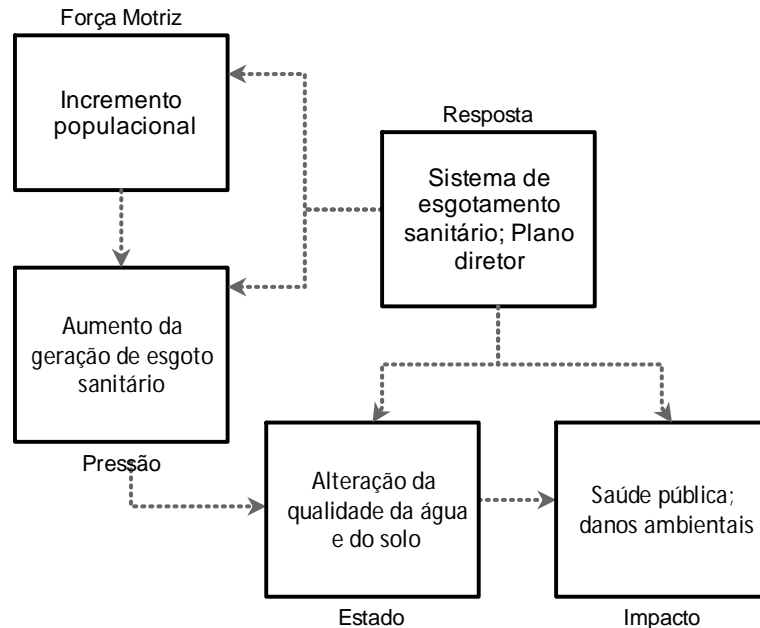 Força Motriz
Incremento
populacional
Resposta
Sistema de
esgotamento
sanitário; Plano
diretor
Aumento da
geração de esgoto
sanitário
Pressão
Alteração da
qualidade da água
e do solo
Estado
Saúde pública;
danos ambientais
Impacto